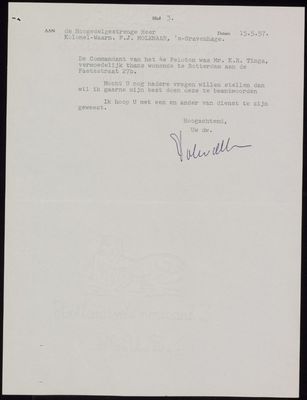 Blad 3.
AAN de Hoogedelgestrenge Heer Datum 15.5.57.
Kolonel-Waarn. F.J. MOLENAAR, 's-Gravenhage.
De Commandant van het 4e Peloton was Mr. K.H. Tinga,
vermoedelijk thans wonende te Rotterdam aan de
Faetsstraat 27b.
Mocht U nog nadere vragen willen stellen dan
wil ik gaarne mijn best doen deze te beantwoorden
Ik hoop U met een en ander van dienst te zijn
geweest.
Hoogachtend,
Uw dw.